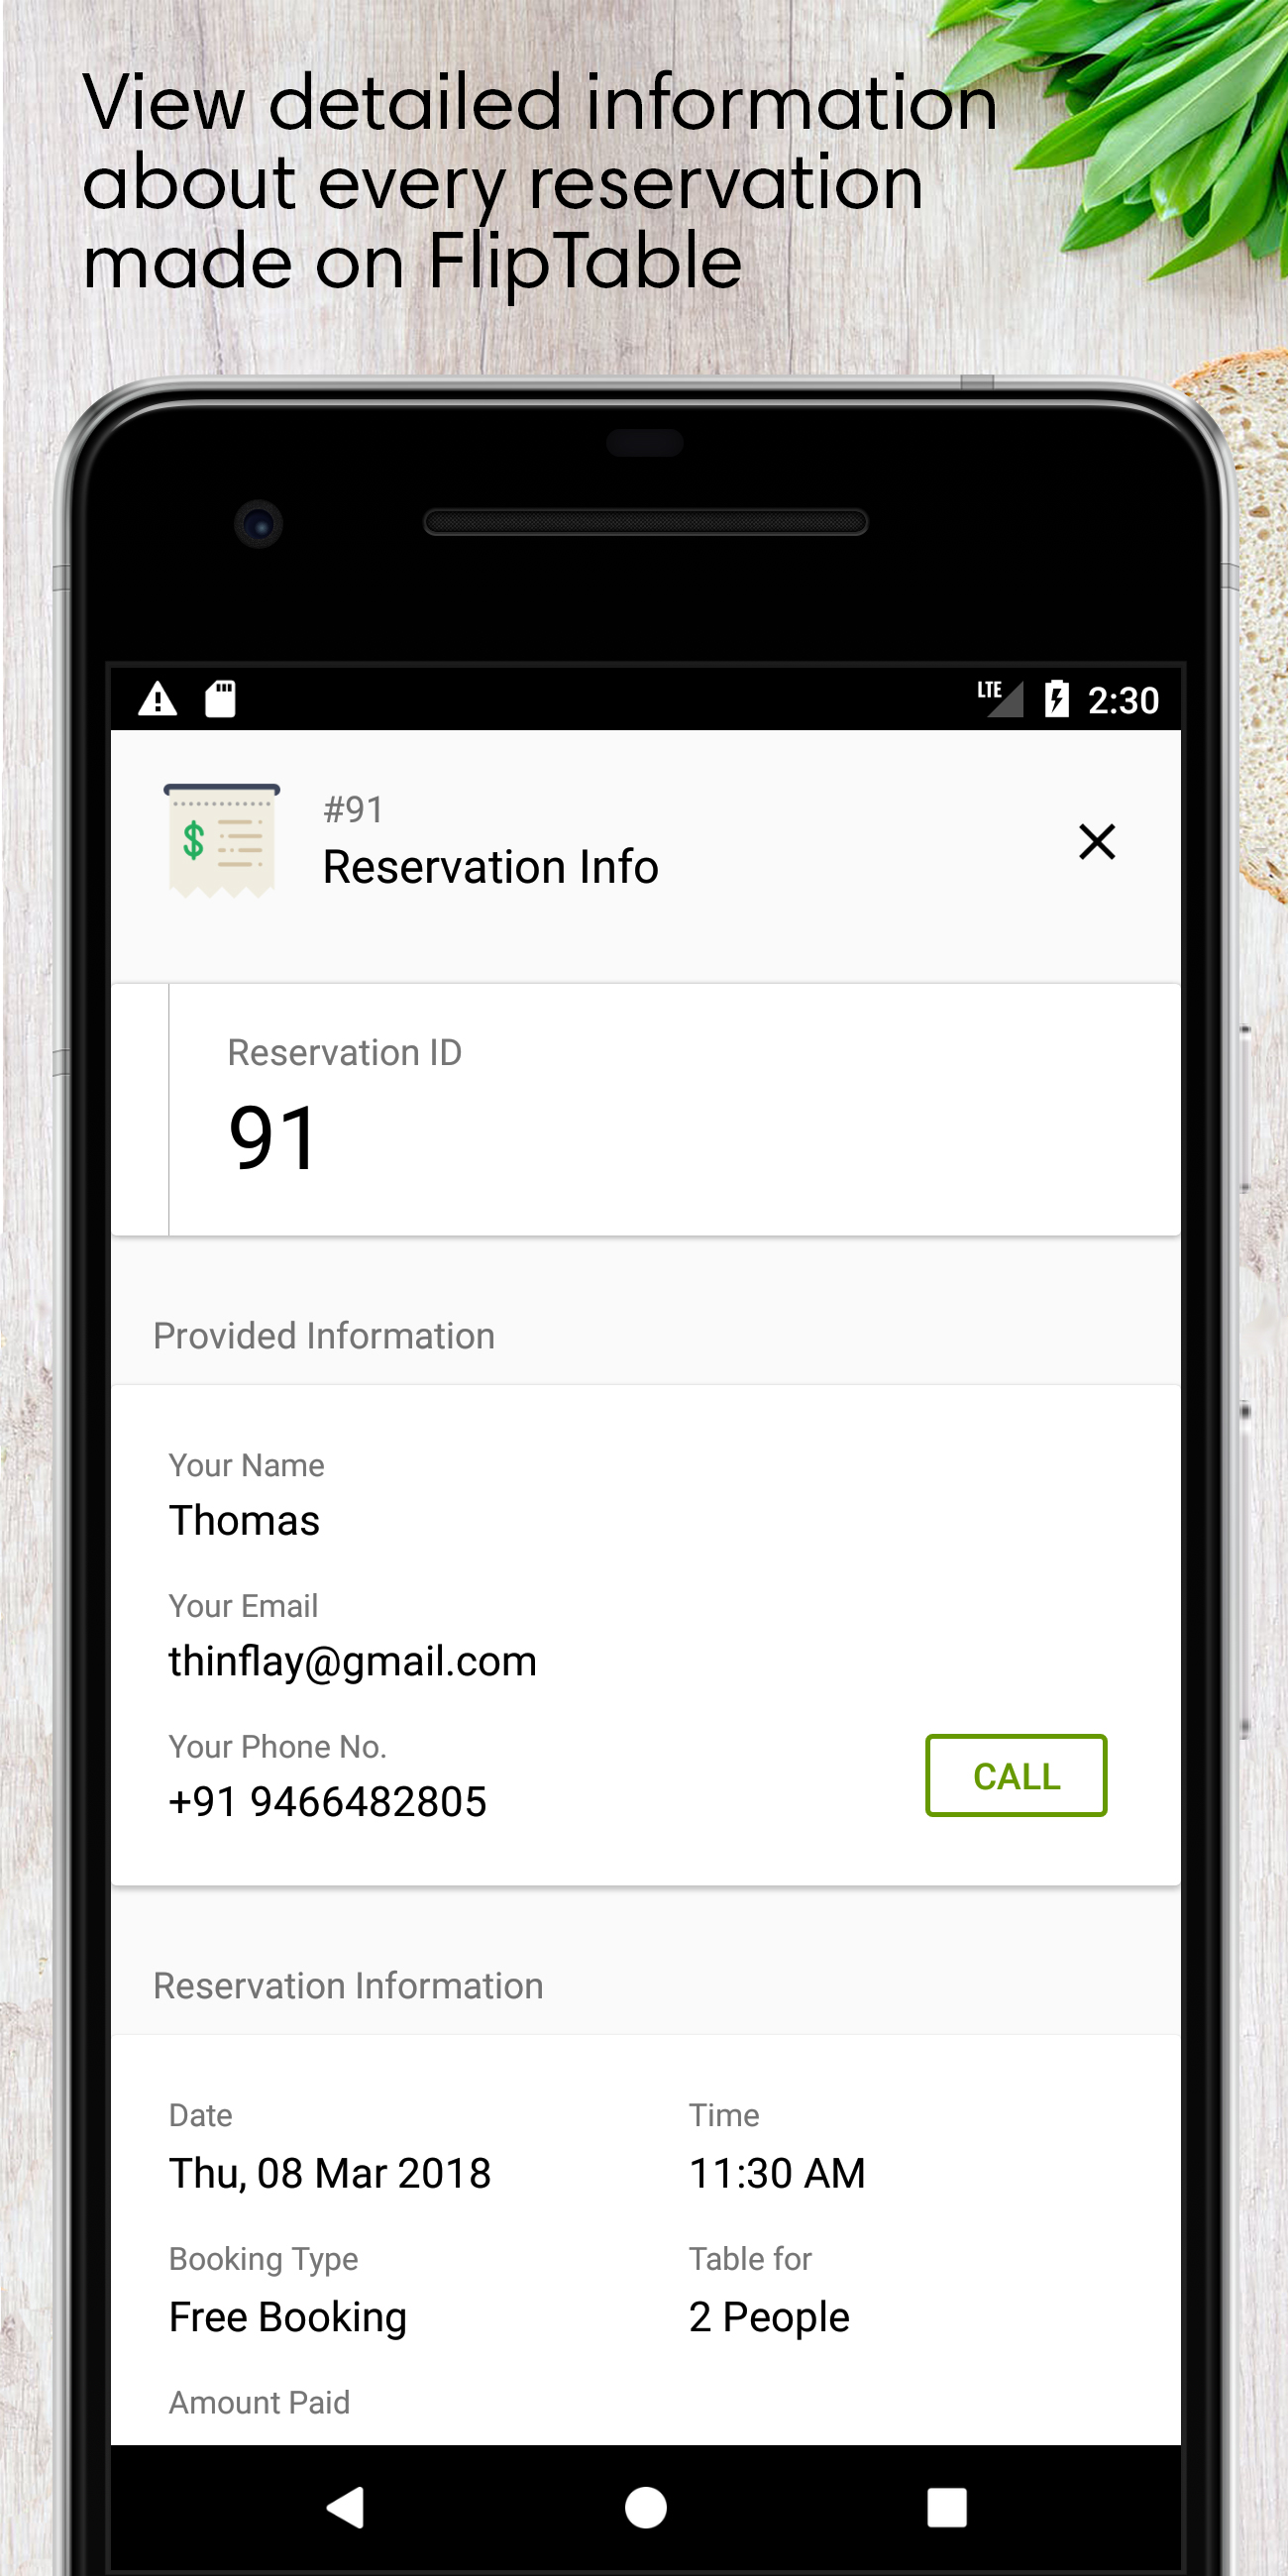 View detailed information
about every reservation
made on FlipTable
LTE 2:30
#91
Reservation Info
$
Reservation ID
91
Provided Information
Your Name
Thomas
Your Email
thinflay@gmail.com
Your Phone No.
+91 9466482805
CALL
Reservation Information
Date Time
Thu, 08 Mar 2018 11:30 AM
Booking Type Table for
Free Booking 2 People
Amount Paid